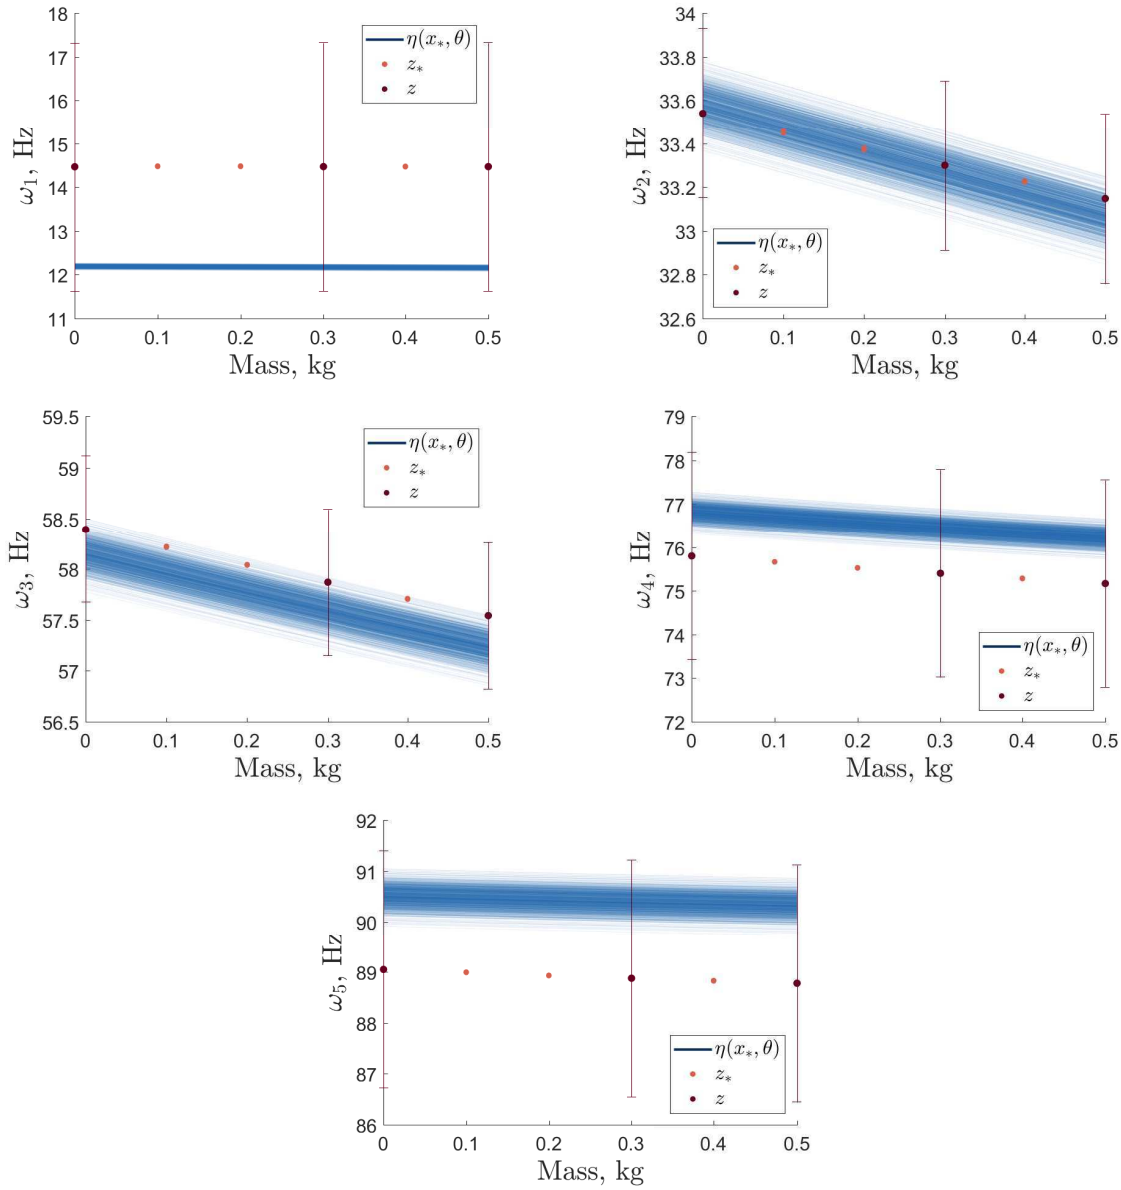 18
17
16
15
14
13
12
11
ω₁, Hz
η(x*, θ)
z*
z
0 0.1 0.2 0.3 0.4 0.5
Mass, kg
34
33.8
33.6
33.4
33.2
33
32.8
32.6
ω₂, Hz
η(x*, θ)
z*
z
0 0.1 0.2 0.3 0.4 0.5
Mass, kg
59.5
59
58.5
58
57.5
57
56.5
ω₃, Hz
η(x*, θ)
z*
z
0 0.1 0.2 0.3 0.4 0.5
Mass, kg
79
78
77
76
75
74
73
72
ω₄, Hz
η(x*, θ)
z*
z
0 0.1 0.2 0.3 0.4 0.5
Mass, kg
92
91
90
89
88
87
86
ω₅, Hz
η(x*, θ)
z*
z
0 0.1 0.2 0.3 0.4 0.5
Mass, kg